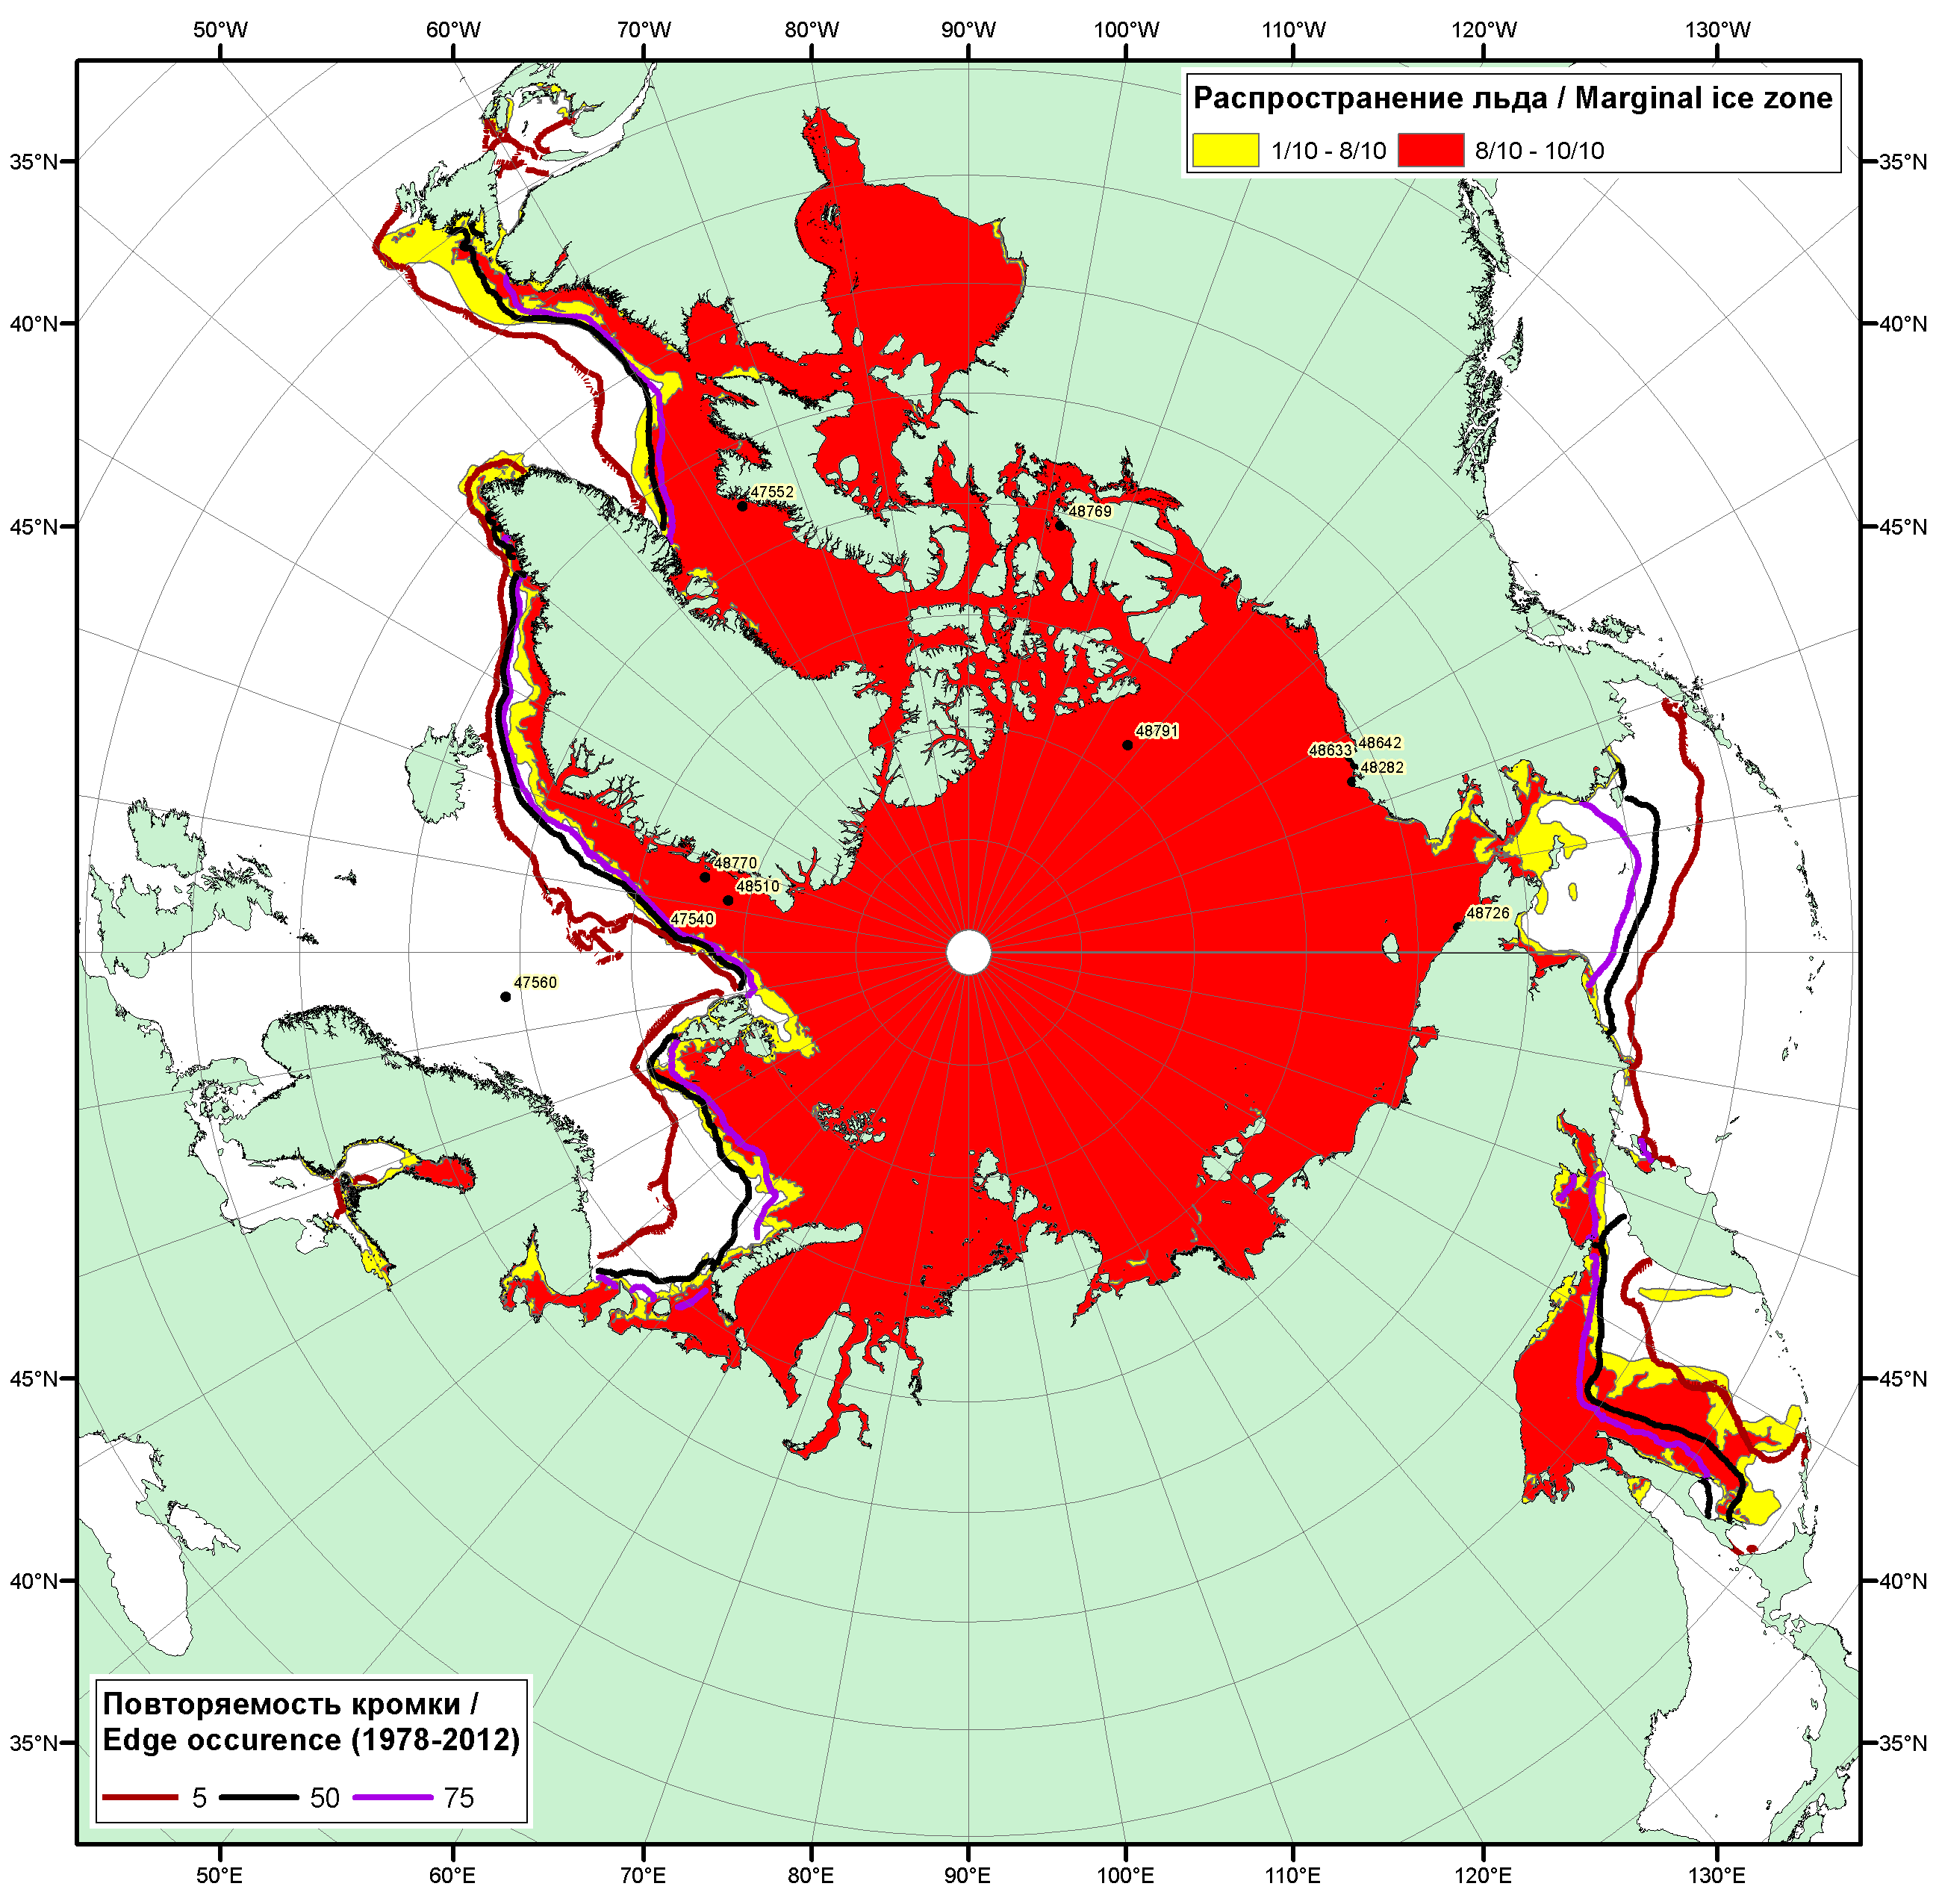 50°W 60°W 70°W 80°W 90°W 100°W 110°W 120°W 130°W
Распространение льда / Marginal ice zone
1/10 - 8/10 8/10 - 10/10
35°N 35°N
40°N 40°N
45°N 45°N
47552
48769
48791
48642
48633
48282
48770
48510
47540
48726
47560
45°N 45°N
40°N 40°N
35°N 35°N
Повторяемость кромки /
Edge occurence (1978-2012)
5 50 75
50°E 60°E 70°E 80°E 90°E 100°E 110°E 120°E 130°E